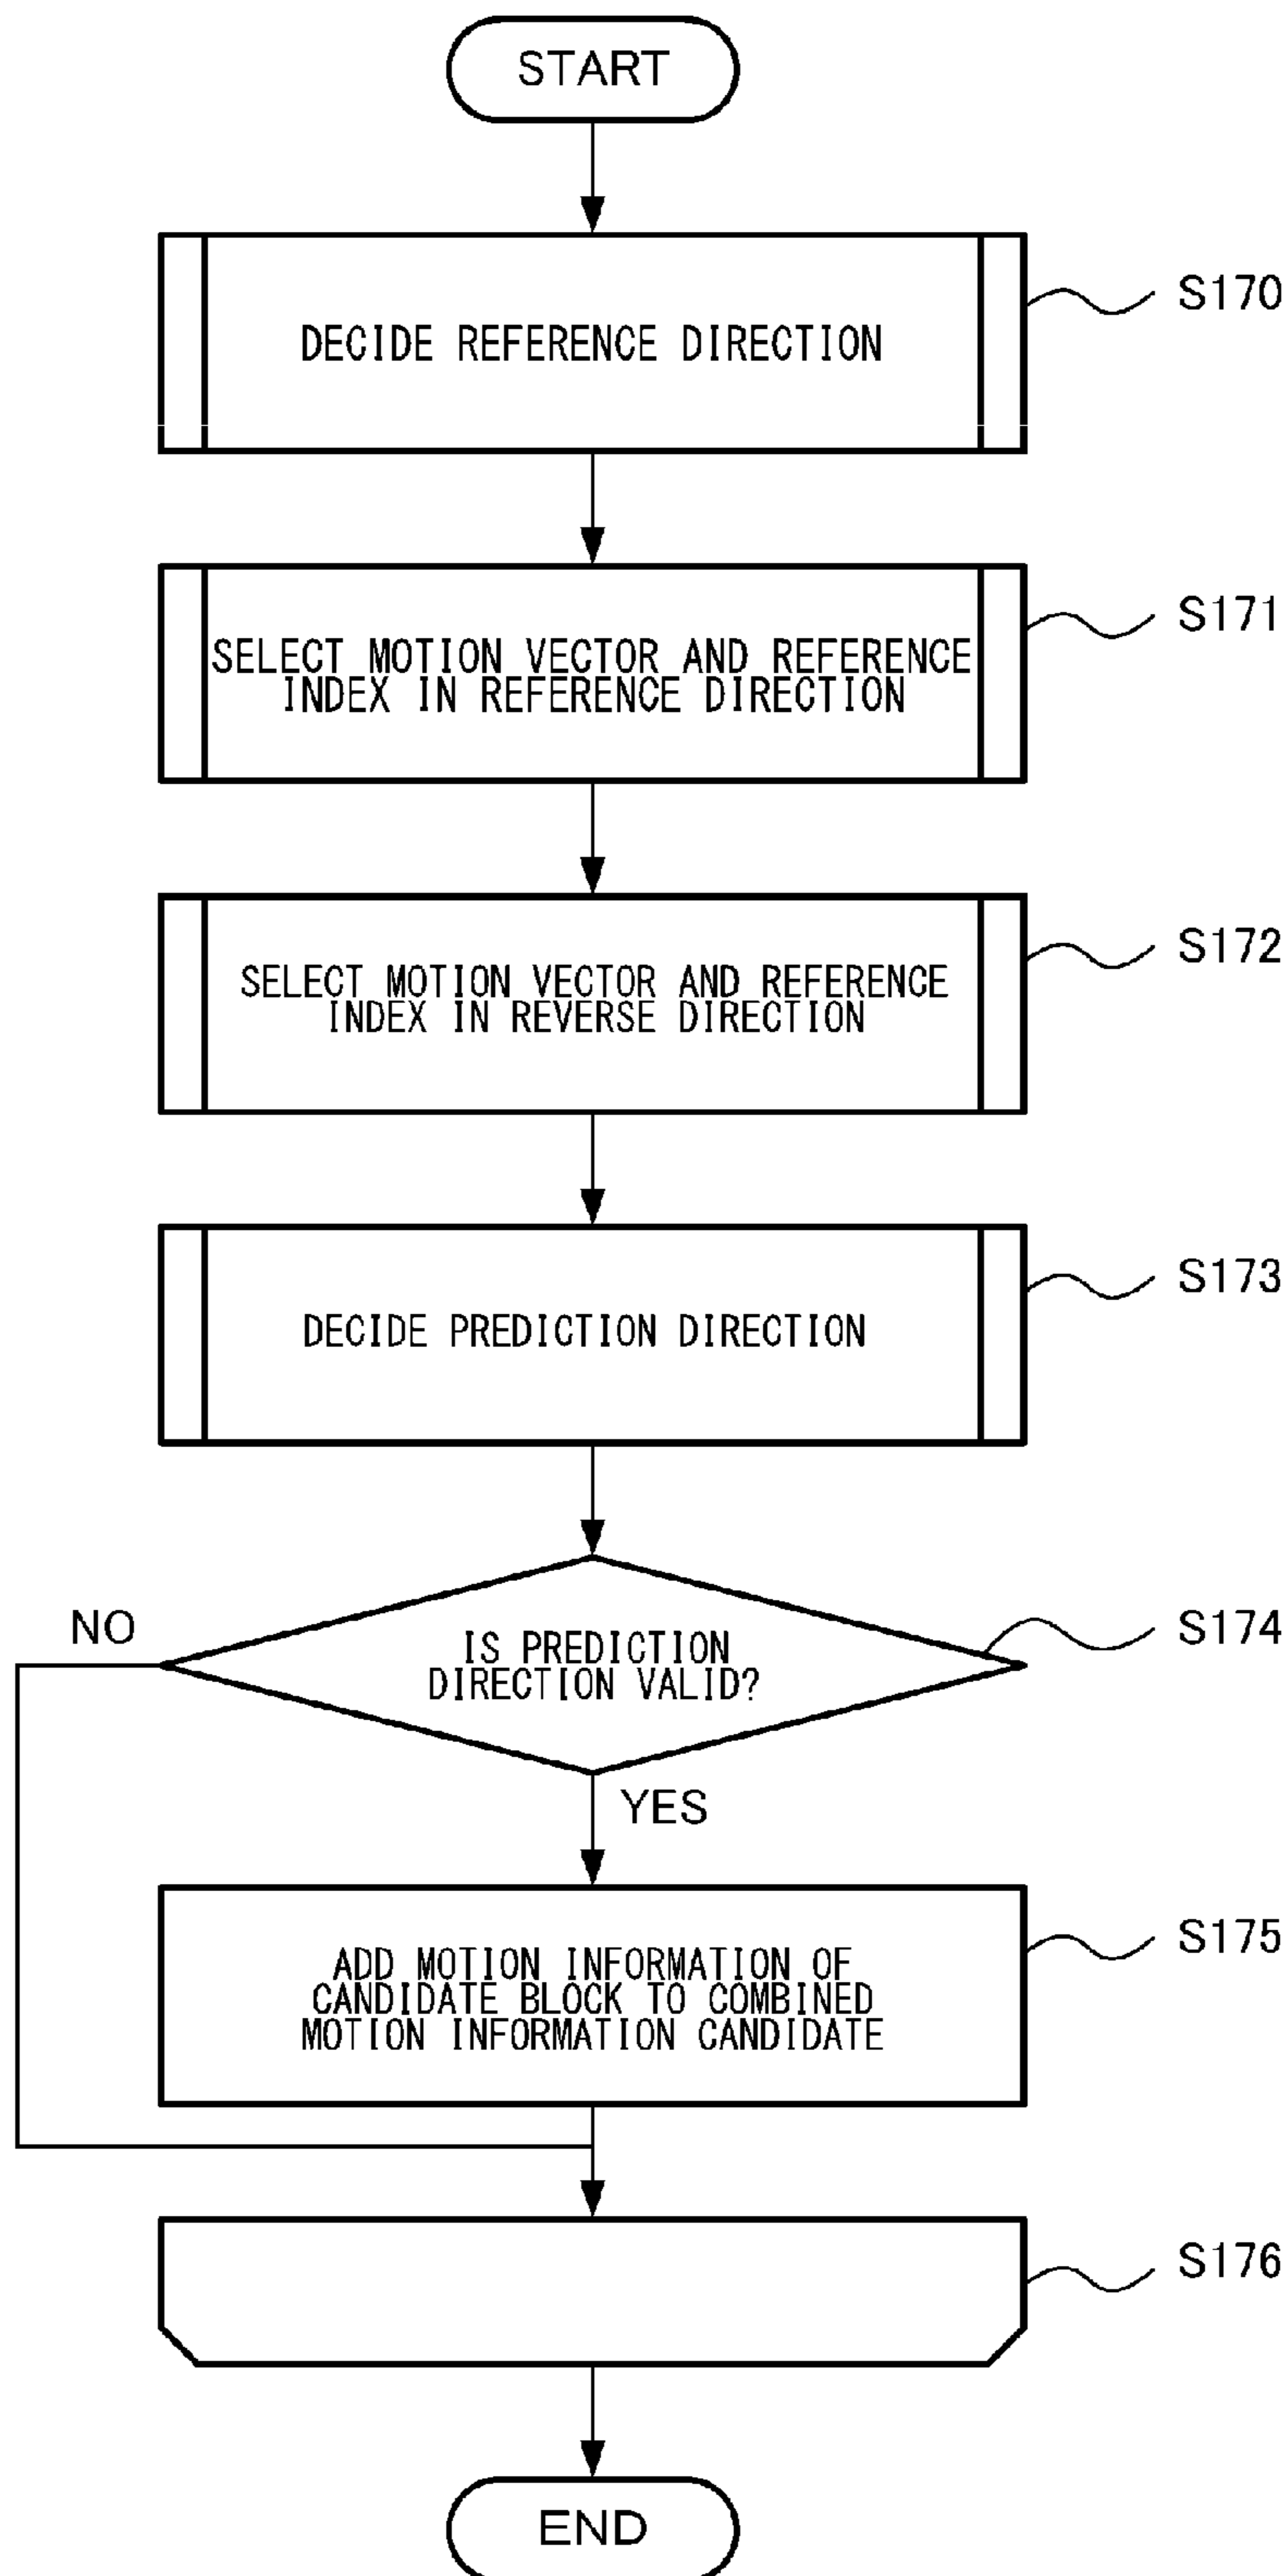 START
DECIDE REFERENCE DIRECTION
S170
SELECT MOTION VECTOR AND REFERENCE
INDEX IN REFERENCE DIRECTION
S171
SELECT MOTION VECTOR AND REFERENCE
INDEX IN REVERSE DIRECTION
S172
DECIDE PREDICTION DIRECTION
S173
NO
IS PREDICTION
DIRECTION VALID?
S174
YES
ADD MOTION INFORMATION OF
CANDIDATE BLOCK TO COMBINED
MOTION INFORMATION CANDIDATE
S175
S176
END